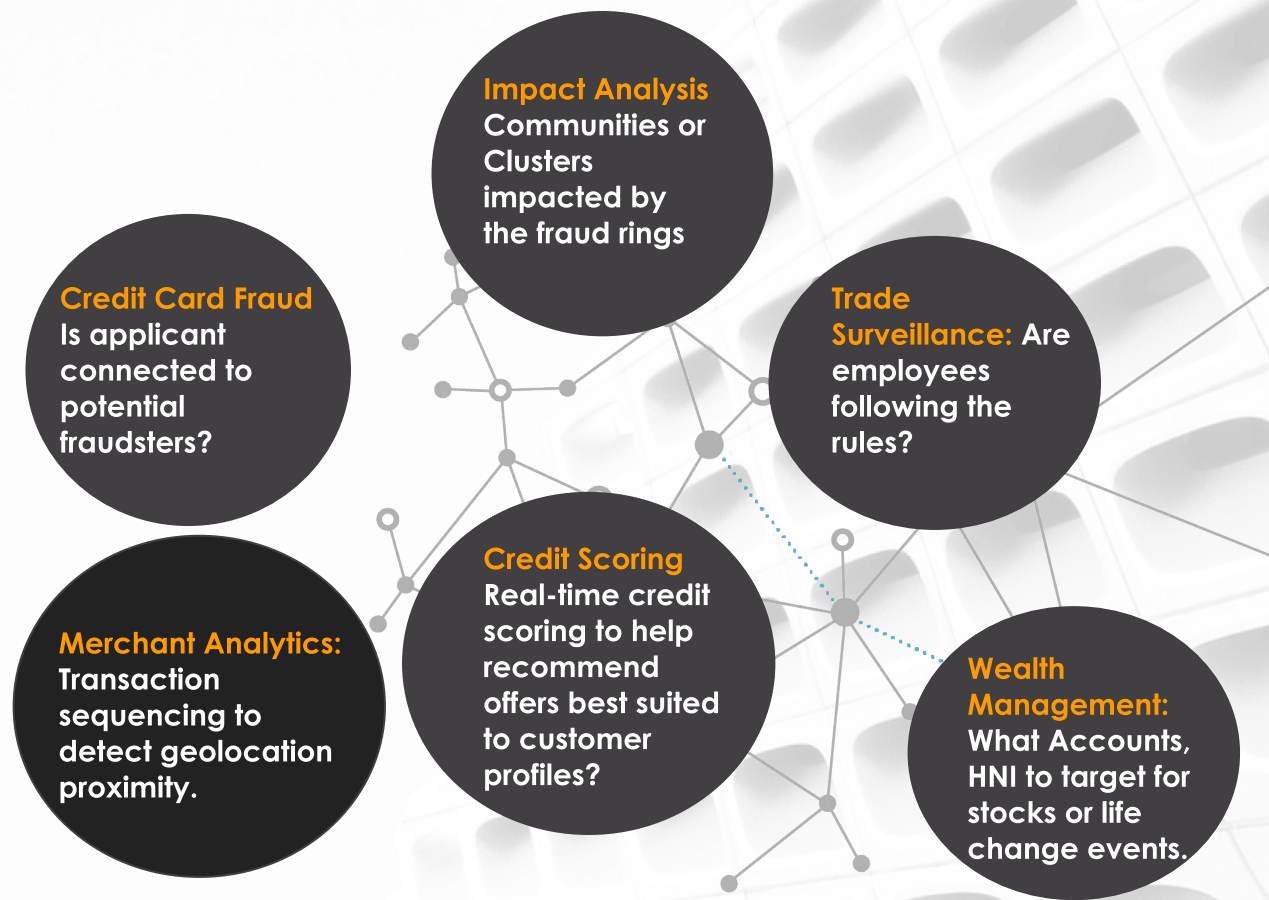 Impact Analysis
Communities or
Clusters
impacted by
the fraud rings
Credit Card Fraud
Is applicant
connected to
potential
fraudsters?
Trade
Surveillance: Are
employees
following the
rules?
Merchant Analytics:
Transaction
sequencing to
detect geolocation
proximity.
Credit Scoring
Real-time credit
scoring to help
recommend
offers best suited
to customer
profiles?
Wealth
Management:
What Accounts,
HNI to target for
stocks or life
change events.